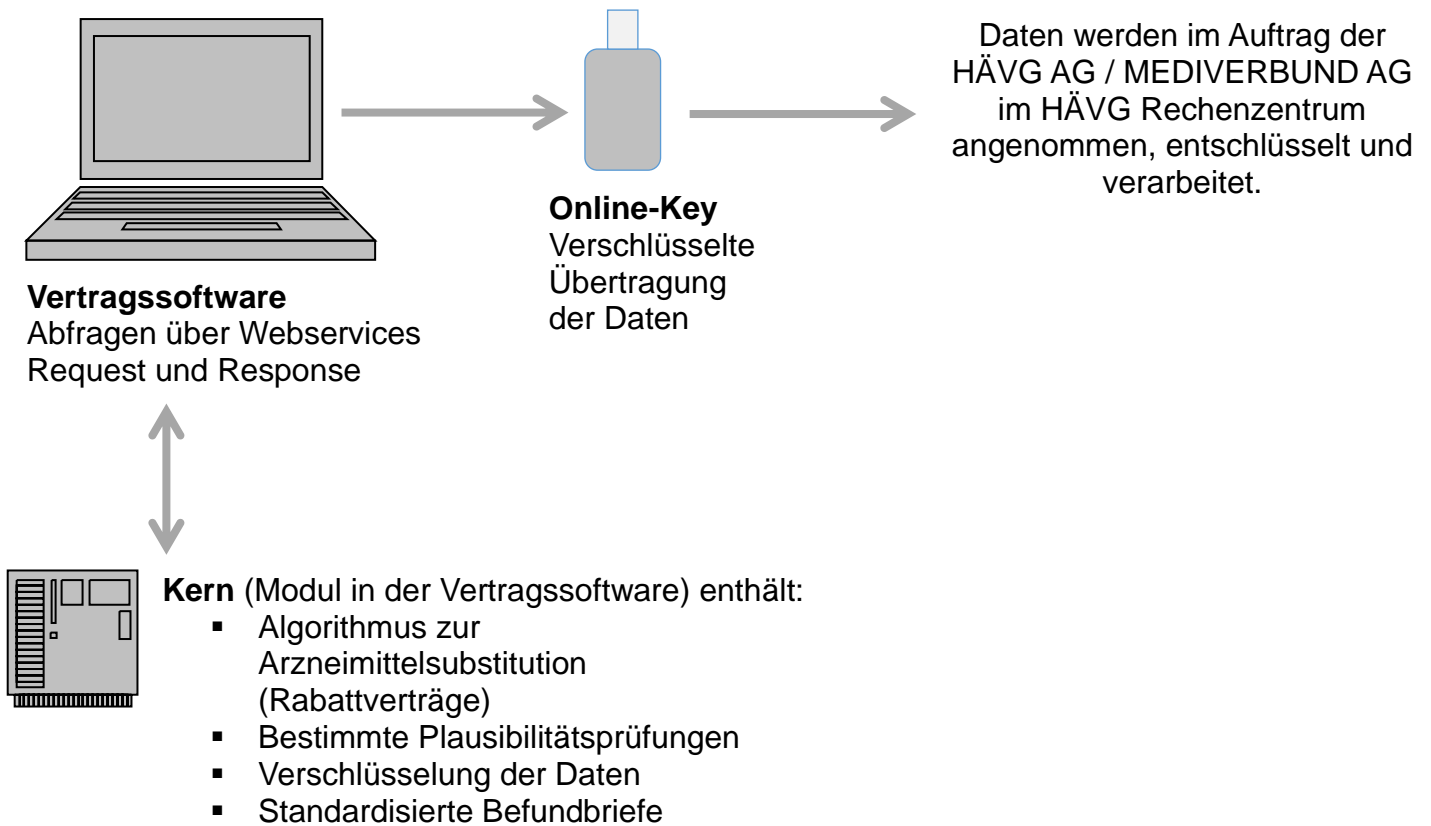 Daten werden im Auftrag der
HÄVG AG / MEDIVERBUND AG
im HÄVG Rechenzentrum
angenommen, entschlüsselt und
verarbeitet.
Online-Key
Verschlüsselte
Übertragung
der Daten
Vertragssoftware
Abfragen über Webservices
Request und Response
Kern (Modul in der Vertragssoftware) enthält:
▪ Algorithmus zur
Arzneimittelsubstitution
(Rabattverträge)
▪ Bestimmte Plausibilitätsprüfungen
▪ Verschlüsselung der Daten
▪ Standardisierte Befundbriefe